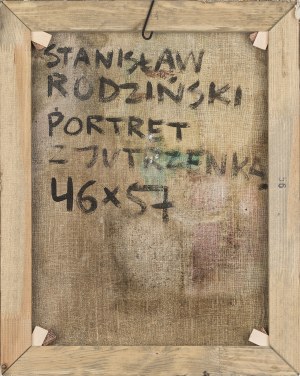 STANISŁAW
RODZIŃSKI
PORTRET
Z JUTRZENKĄ
46×57